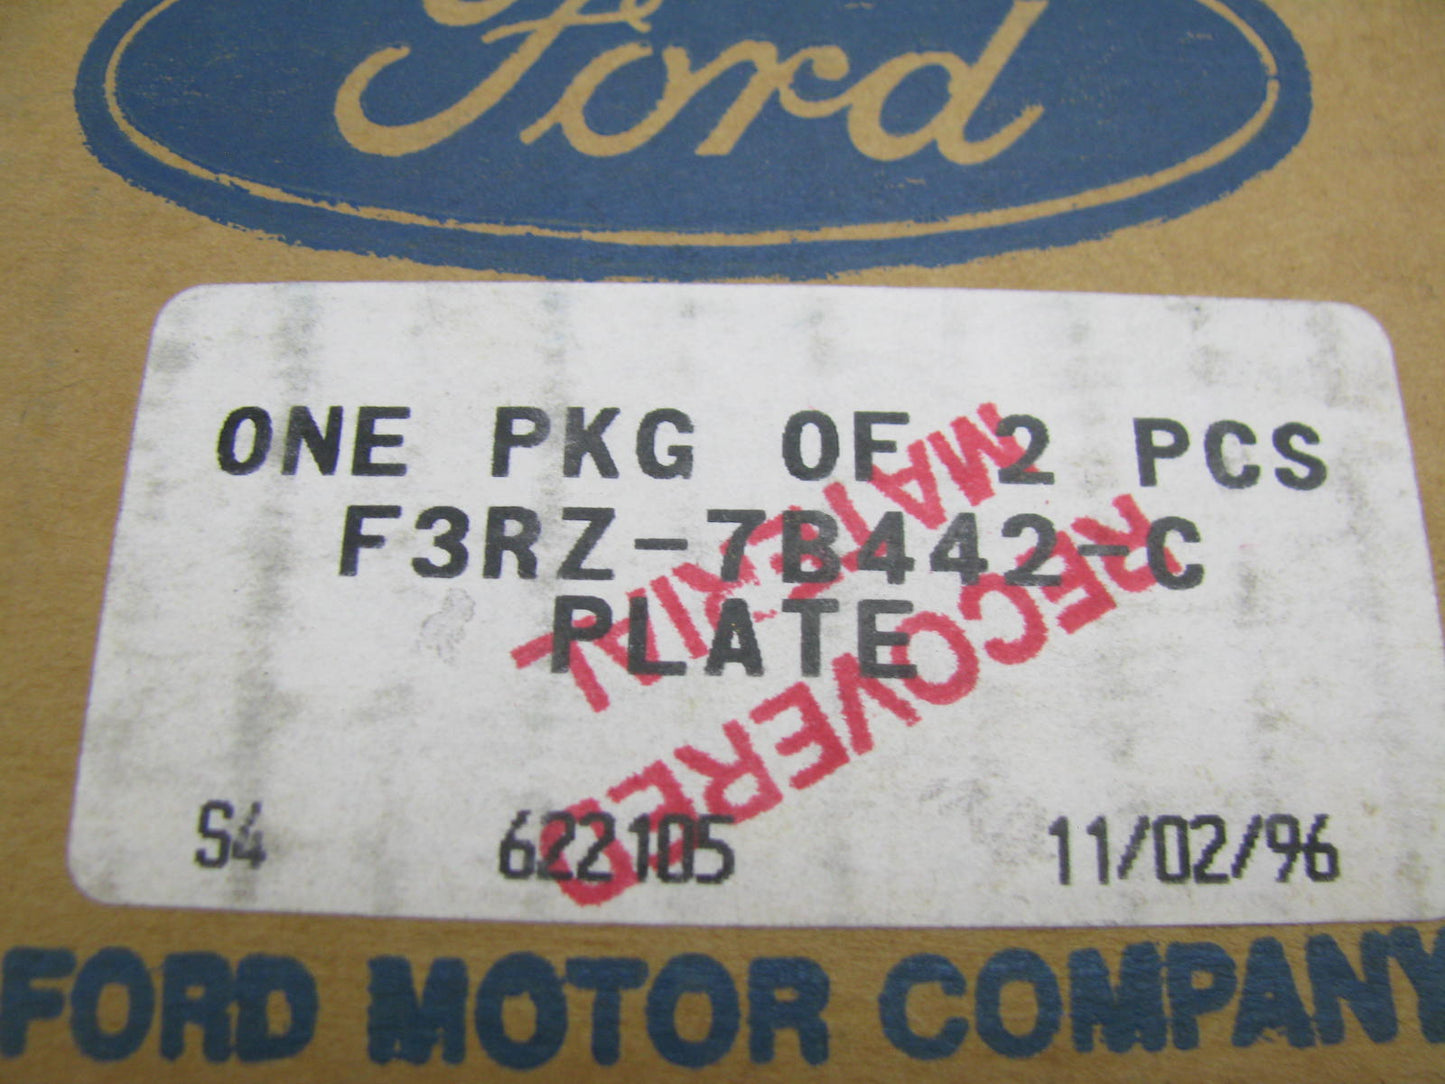 Ford
ONE PKG OF 2 PCS
F3RZ-7B442-C
PLATE
RECOVERED
MATERIAL
S4 622105 11/02/96
FORD MOTOR COMPANY